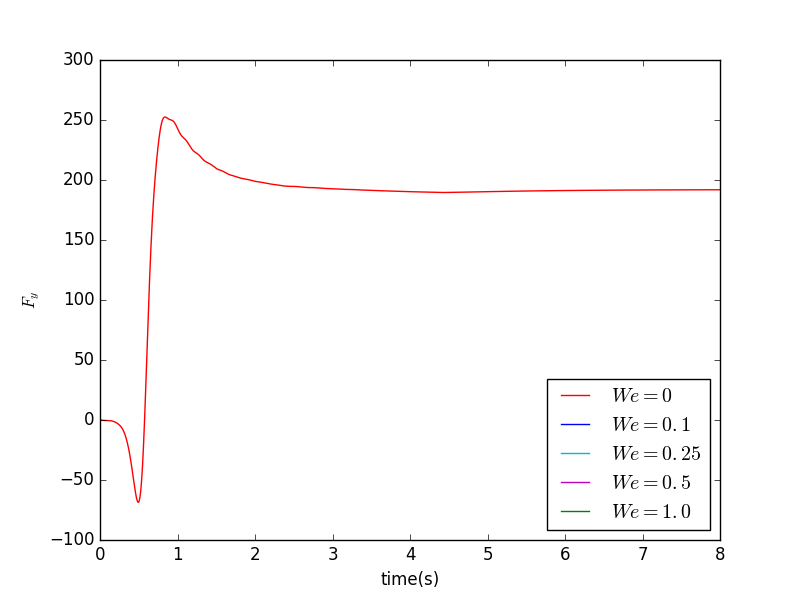 300
250
200
150
100
50
0
−50
−100
F_y
0 1 2 3 4 5 6 7 8
time(s)
We = 0
We = 0.1
We = 0.25
We = 0.5
We = 1.0